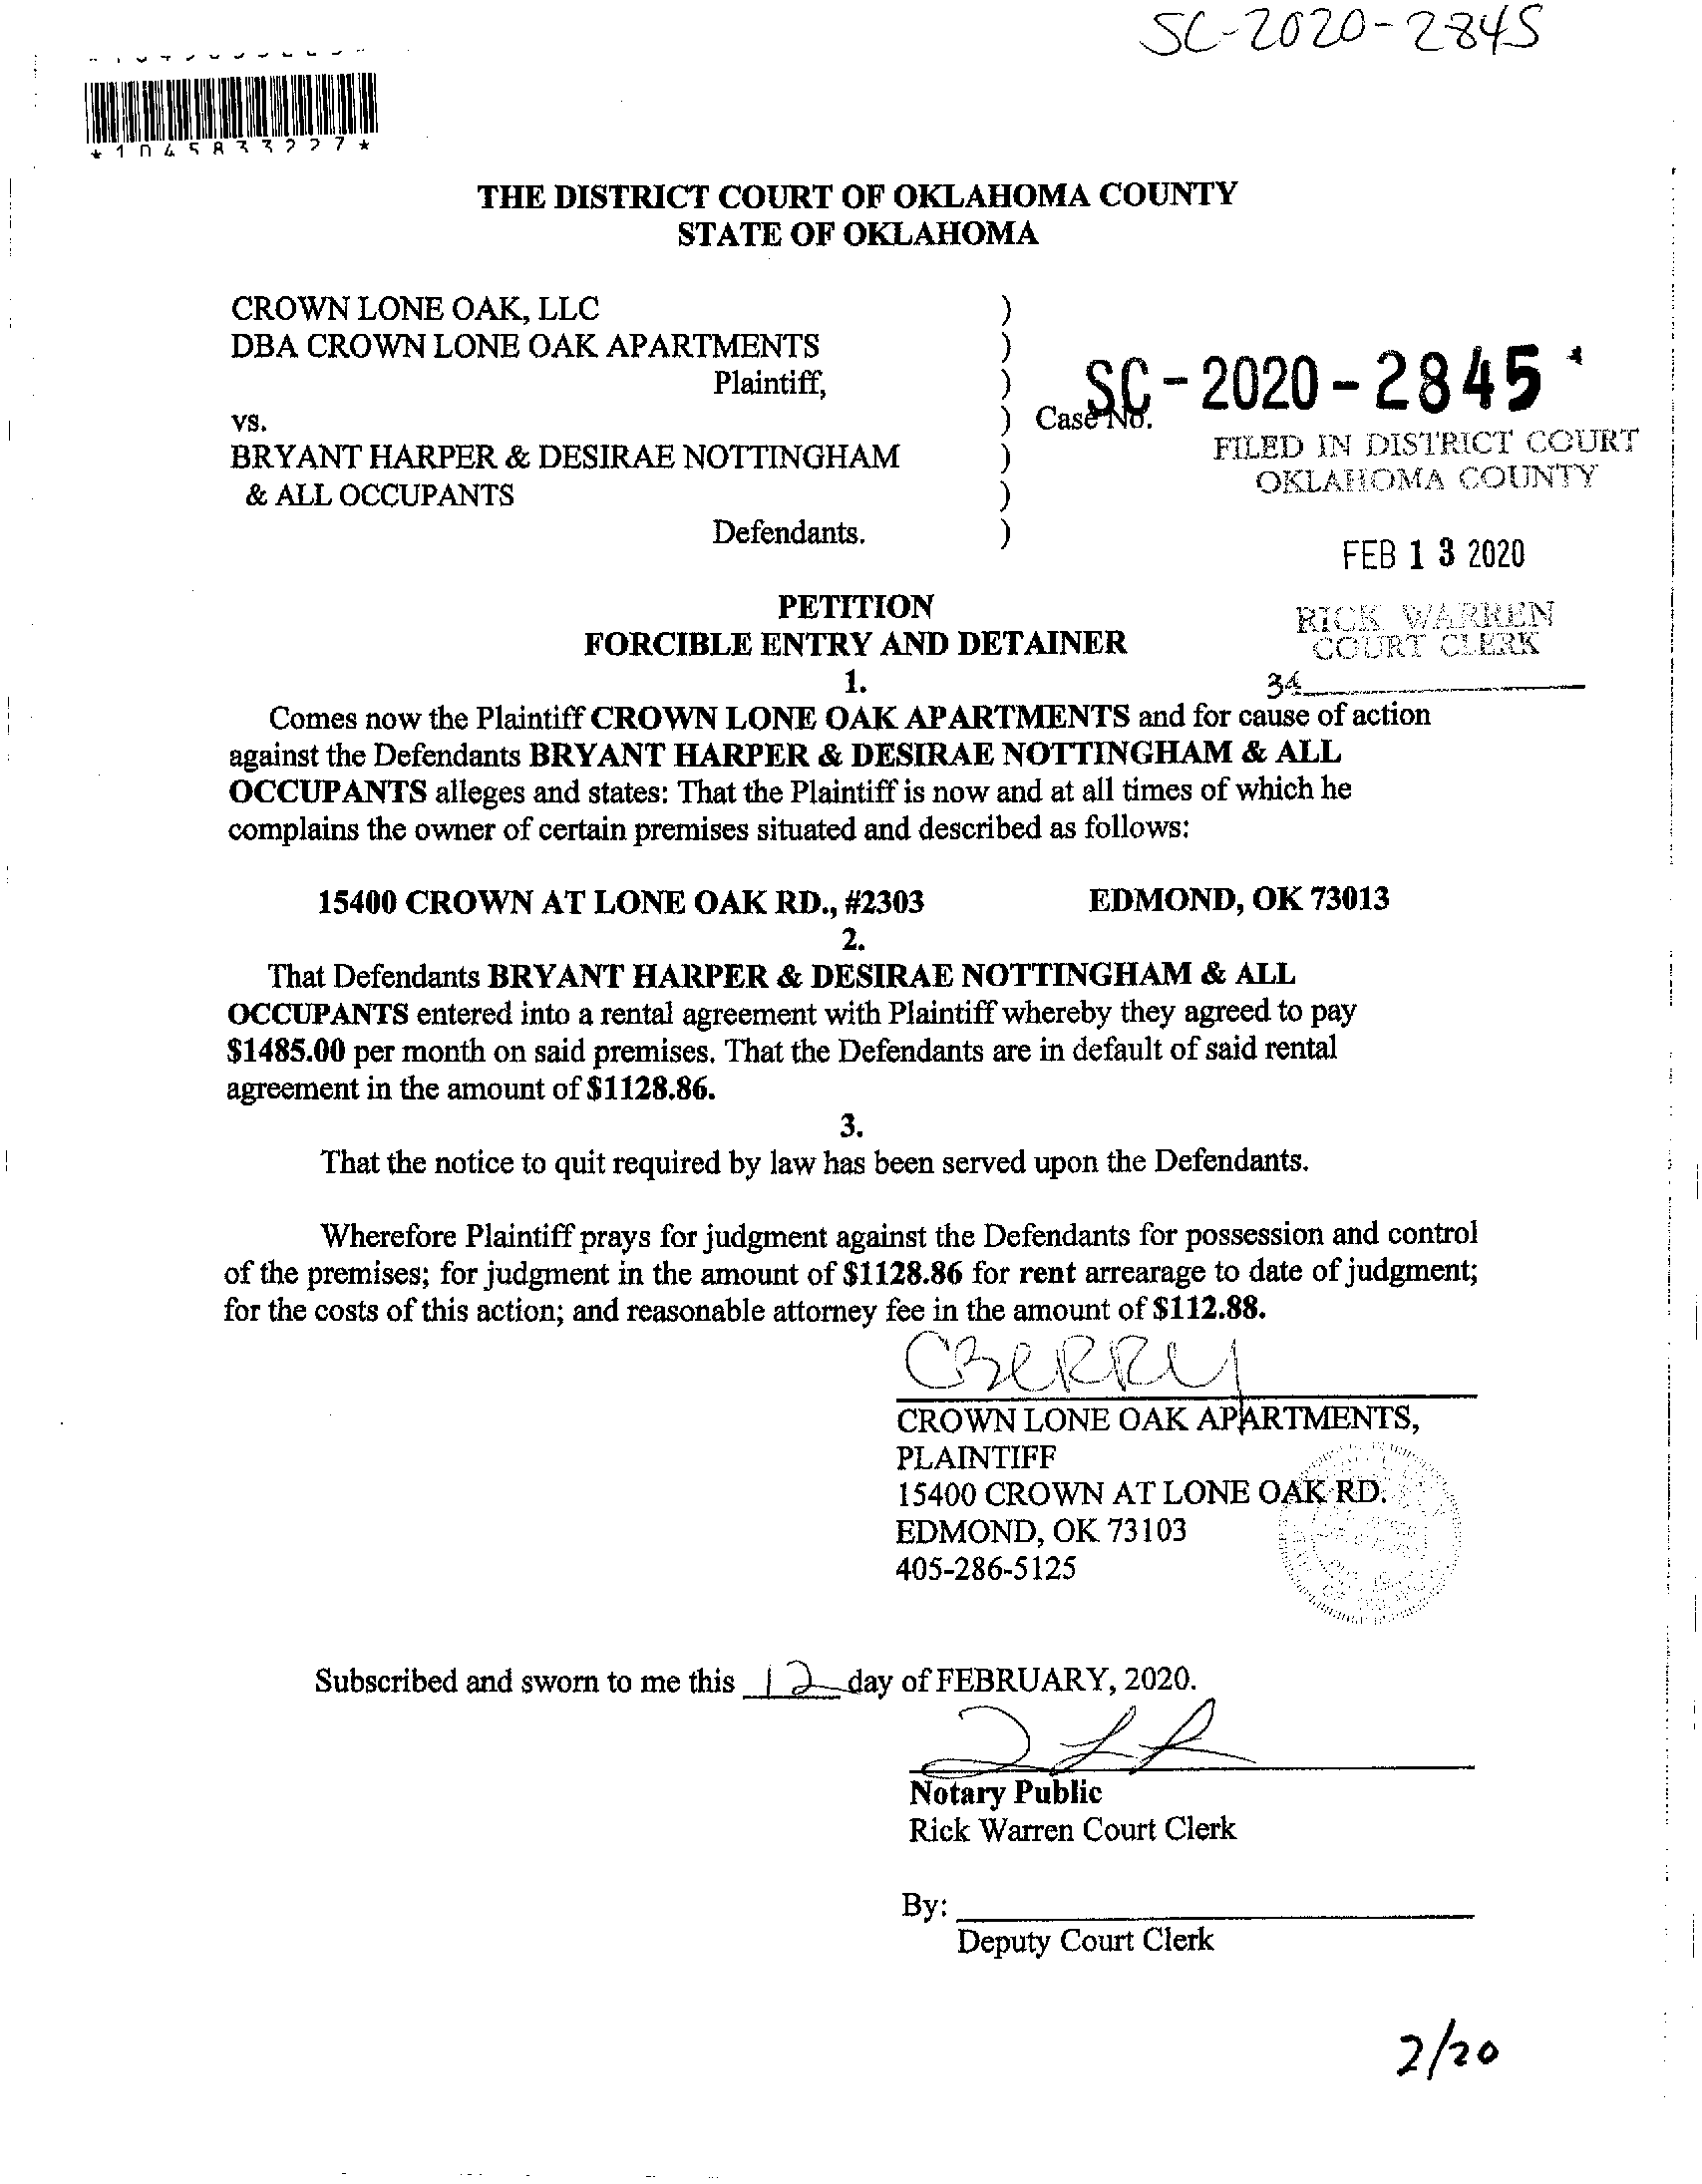 SC-2020-2845
*1045833227*
THE DISTRICT COURT OF OKLAHOMA COUNTY
STATE OF OKLAHOMA
CROWN LONE OAK, LLC )
DBA CROWN LONE OAK APARTMENTS )
Plaintiff, ) SC-2020-2845
vs. ) Case No.
BRYANT HARPER & DESIRAE NOTTINGHAM ) FILED IN DISTRICT COURT
& ALL OCCUPANTS ) OKLAHOMA COUNTY
Defendants. )
FEB 13 2020
PETITION
RICK WARREN
FORCIBLE ENTRY AND DETAINER
COURT CLERK
1.
34
Comes now the Plaintiff CROWN LONE OAK APARTMENTS and for cause of action
against the Defendants BRYANT HARPER & DESIRAE NOTTINGHAM & ALL
OCCUPANTS alleges and states: That the Plaintiff is now and at all times of which he
complains the owner of certain premises situated and described as follows:
15400 CROWN AT LONE OAK RD., #2303 EDMOND, OK 73013
2.
That Defendants BRYANT HARPER & DESIRAE NOTTINGHAM & ALL
OCCUPANTS entered into a rental agreement with Plaintiff whereby they agreed to pay
$1485.00 per month on said premises. That the Defendants are in default of said rental
agreement in the amount of $1128.86.
3.
That the notice to quit required by law has been served upon the Defendants.
Wherefore Plaintiff prays for judgment against the Defendants for possession and control
of the premises; for judgment in the amount of $1128.86 for rent arrearage to date of judgment;
for the costs of this action; and reasonable attorney fee in the amount of $112.88.
CBERRY
CROWN LONE OAK APARTMENTS,
PLAINTIFF
15400 CROWN AT LONE OAK RD.
EDMOND, OK 73103
405-286-5125
Subscribed and sworn to me this 12 day of FEBRUARY, 2020.
Notary Public
Rick Warren Court Clerk
By:
Deputy Court Clerk
2/20